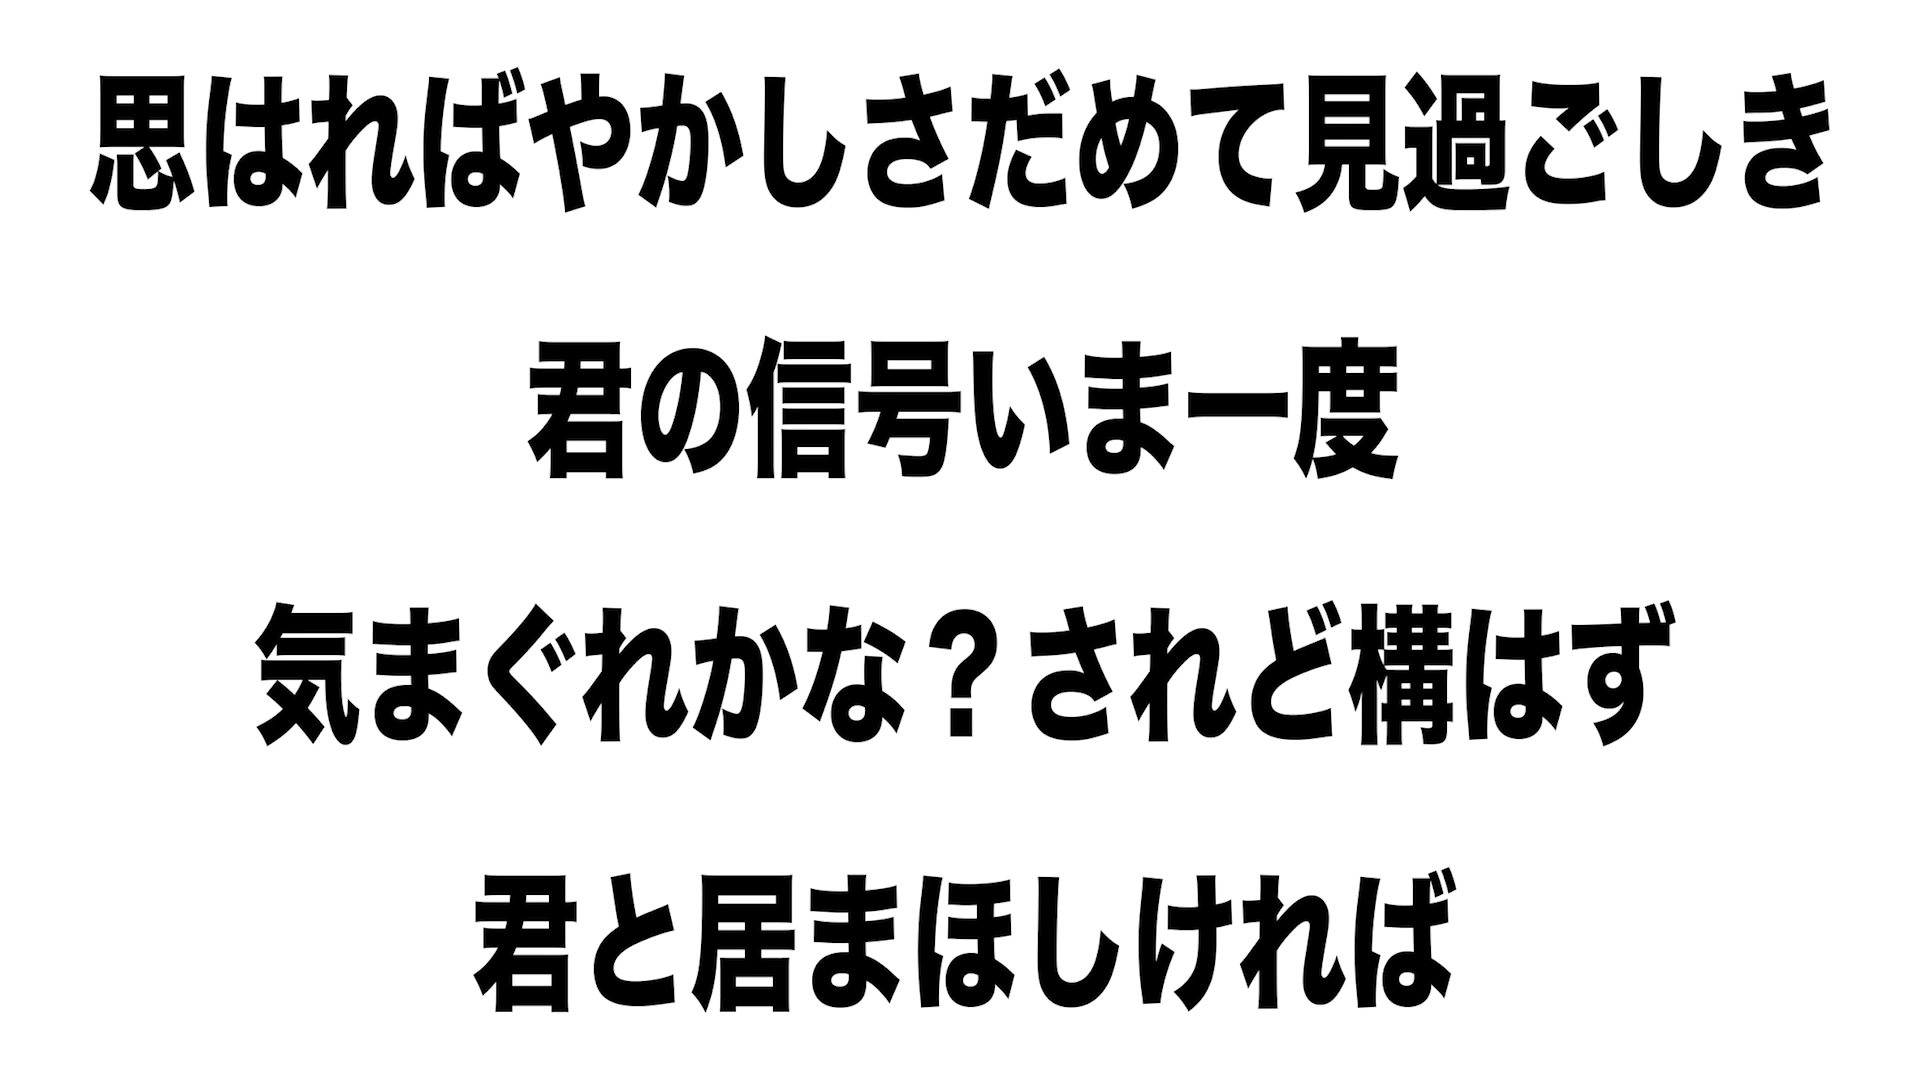 思はればやかしさだめて見過ごしき
君の信号いま一度
気まぐれかな？されど構はず
君と居まほしければ